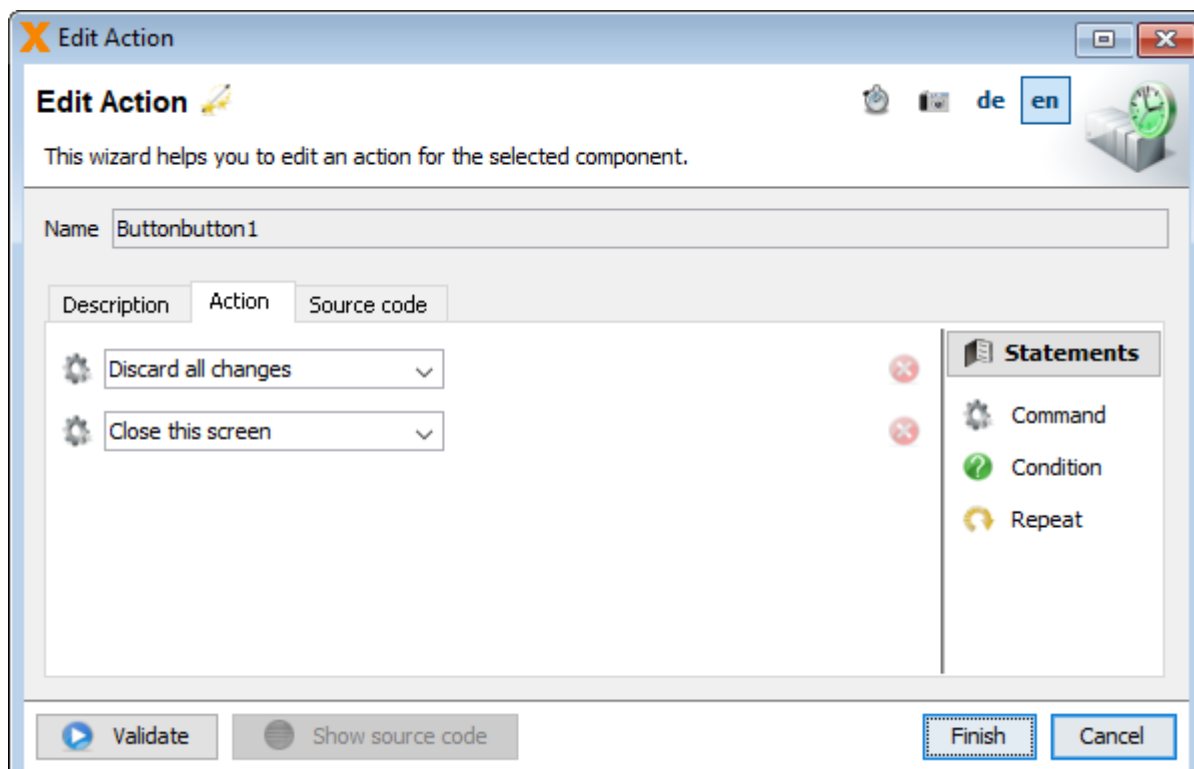 Edit Action
Edit Action
de en
This wizard helps you to edit an action for the selected component.
Name Buttonbutton1
Description Action Source code
Discard all changes
Close this screen
Statements
Command
Condition
Repeat
Validate Show source code Finish Cancel